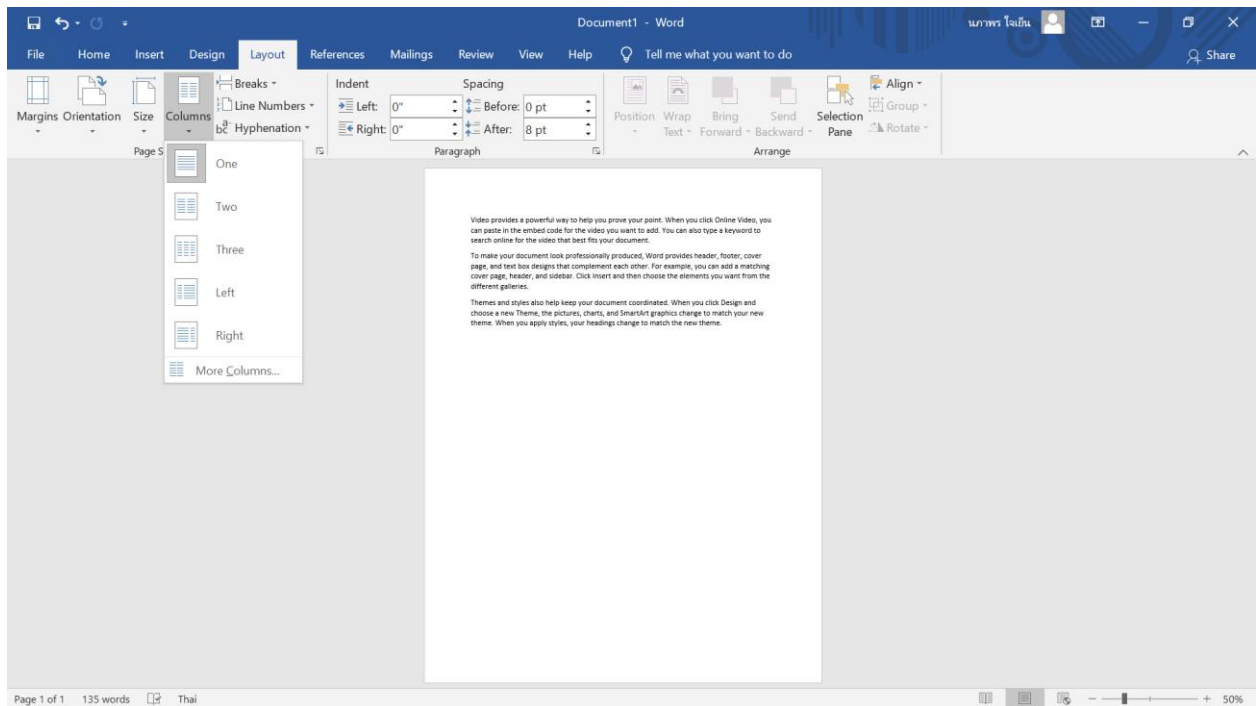 Document1 - Word
นภาพร ใจเย็น
File Home Insert Design Layout References Mailings Review View Help Tell me what you want to do Share
Margins Orientation Size Columns
Breaks
Line Numbers
Hyphenation
Page S
Indent
Left: 0"
Right: 0"
Spacing
Before: 0 pt
After: 8 pt
Paragraph
Position Wrap Text Bring Forward Send Backward Selection Pane
Align
Group
Rotate
Arrange
One
Two
Three
Left
Right
More Columns...
Video provides a powerful way to help you prove your point. When you click Online Video, you
can paste in the embed code for the video you want to add. You can also type a keyword to
search online for the video that best fits your document.
To make your document look professionally produced, Word provides header, footer, cover
page, and text box designs that complement each other. For example, you can add a matching
cover page, header, and sidebar. Click Insert and then choose the elements you want from the
different galleries.
Themes and styles also help keep your document coordinated. When you click Design and
choose a new Theme, the pictures, charts, and SmartArt graphics change to match your new
theme. When you apply styles, your headings change to match the new theme.
Page 1 of 1 135 words Thai 50%